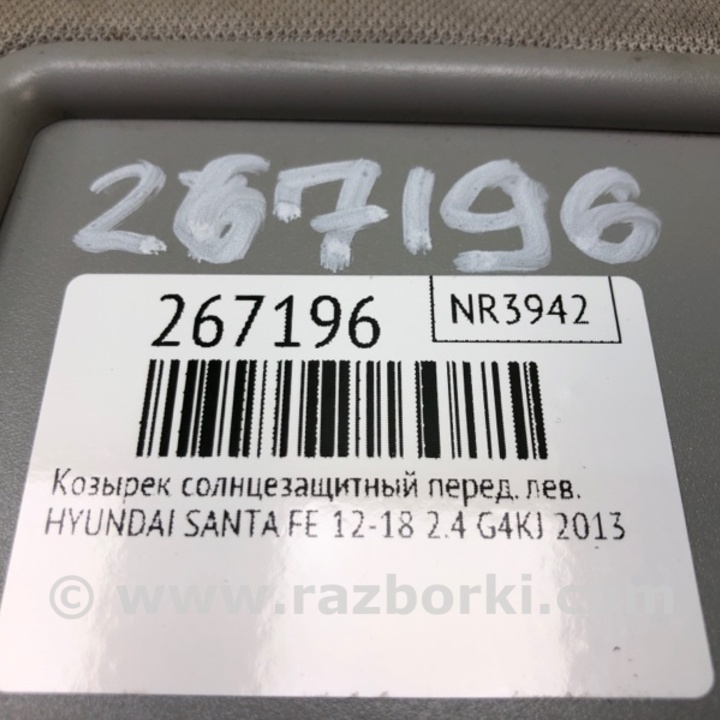 267196
267196
NR3942
Козырек солнцезащитный перед. лев.
HYUNDAI SANTA FE 12-18 2.4 G4KJ 2013
© www.razborki.com